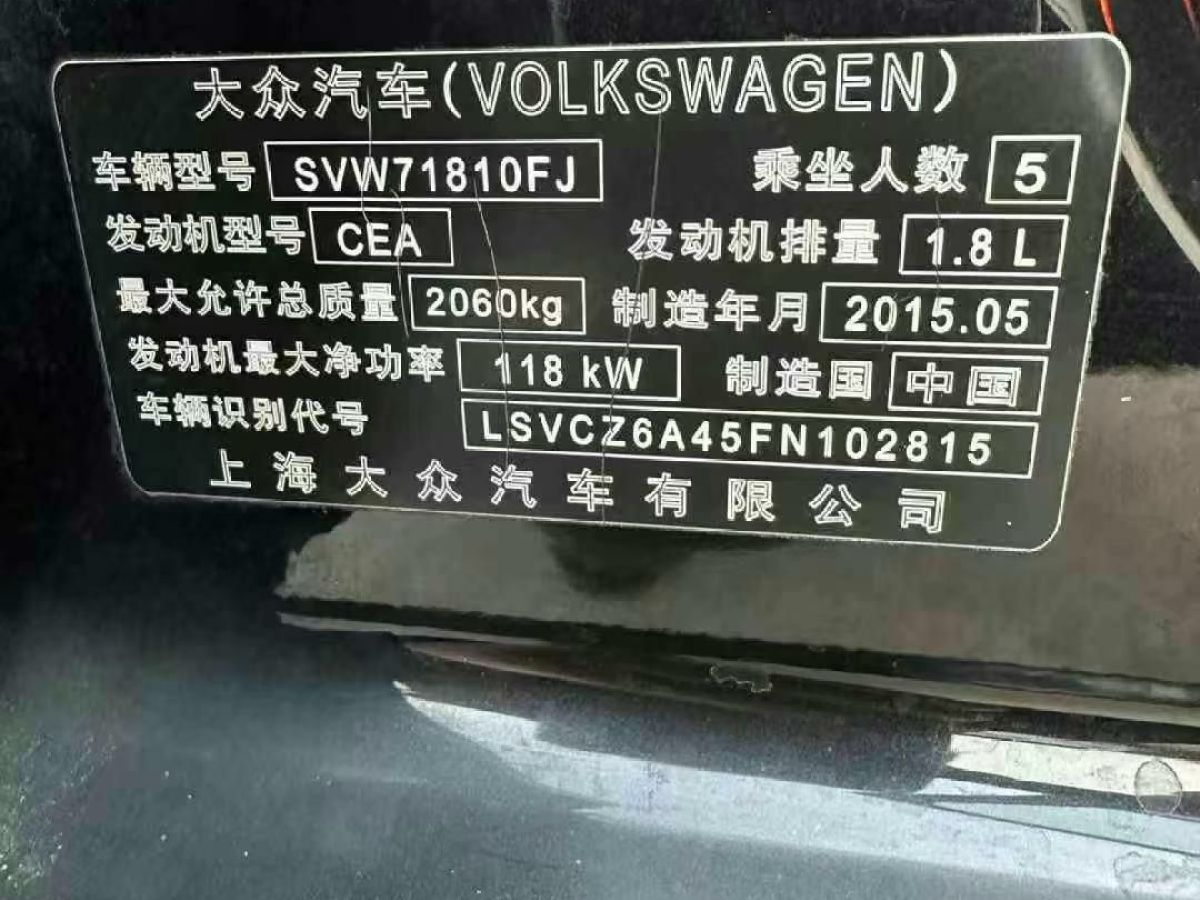 大众汽车(VOLKSWAGEN)
车辆型号 SVW71810FJ 乘坐人数 5
发动机型号 CEA 发动机排量 1.8 L
最大允许总质量 2060kg 制造年月 2015.05
发动机最大净功率 118 kW 制造国 中国
车辆识别代号 LSVCZ6A45FN102815
上海大众汽车有限公司